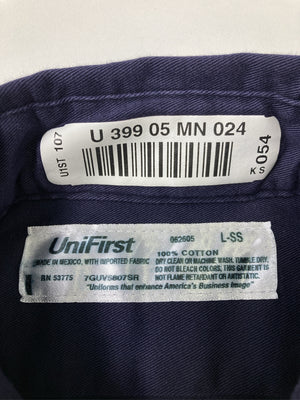 U 399 05 MN 024
U1ST 107
KS 054
UniFirst
062605 L-SS
100% COTTON
MADE IN MEXICO, WITH IMPORTED FABRIC
DRY CLEAN OR MACHINE WASH, TUMBLE DRY,
DO NOT BLEACH COLORS, THIS GARMENT IS
RN 53775 7GUV5807SR
NOT FLAME RETARDANT OR ANTISTATIC.
"Uniforms that enhance America's Business Image"